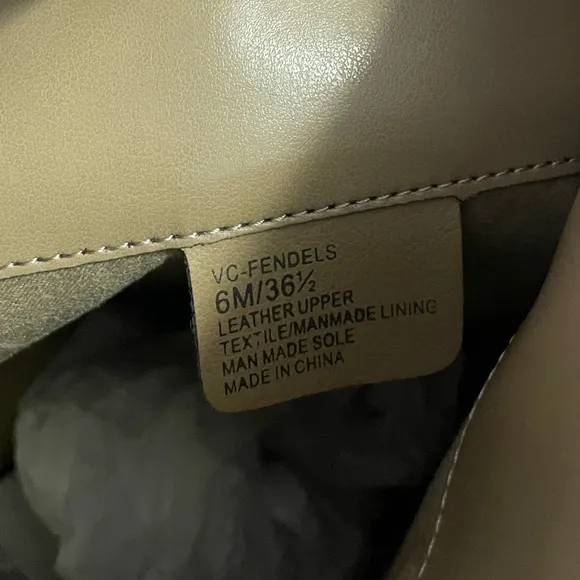 VC-FENDELS
6M/36½
LEATHER UPPER
TEXTILE/MANMADE LINING
MAN MADE SOLE
MADE IN CHINA